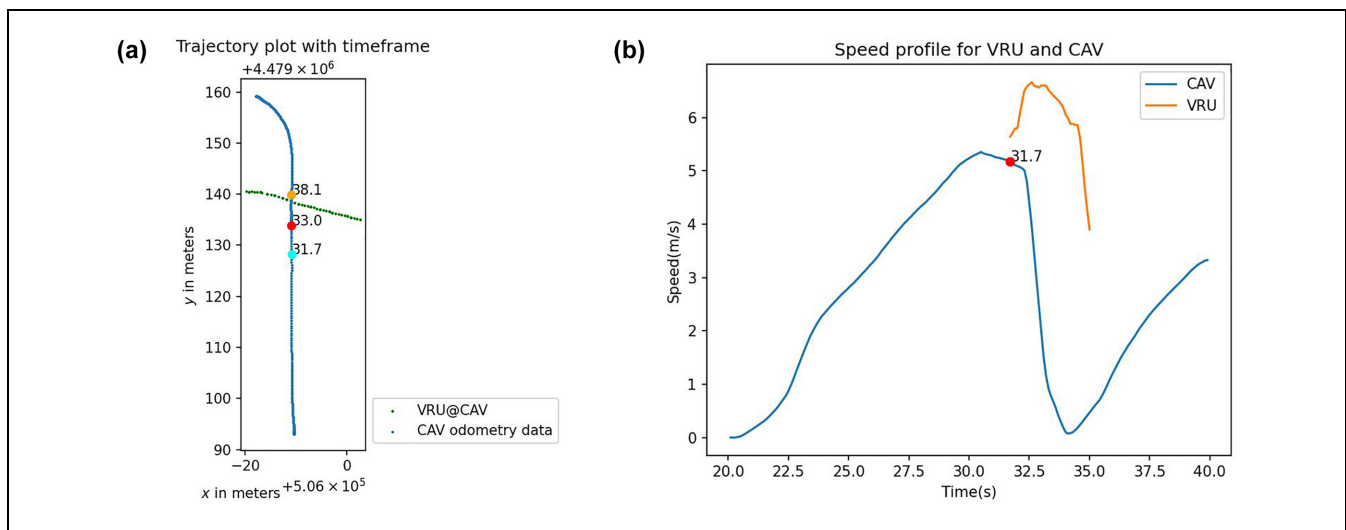 (a)
Trajectory plot with timeframe
+4.479 × 10⁶
160
150
140
130
120
110
100
90
y in meters
38.1
33.0
31.7
−20
0
x in meters
+5.06 × 10⁵
VRU@CAV
CAV odometry data
(b)
Speed profile for VRU and CAV
CAV
VRU
6
5
4
3
2
1
0
Speed(m/s)
31.7
20.0 22.5 25.0 27.5 30.0 32.5 35.0 37.5 40.0
Time(s)